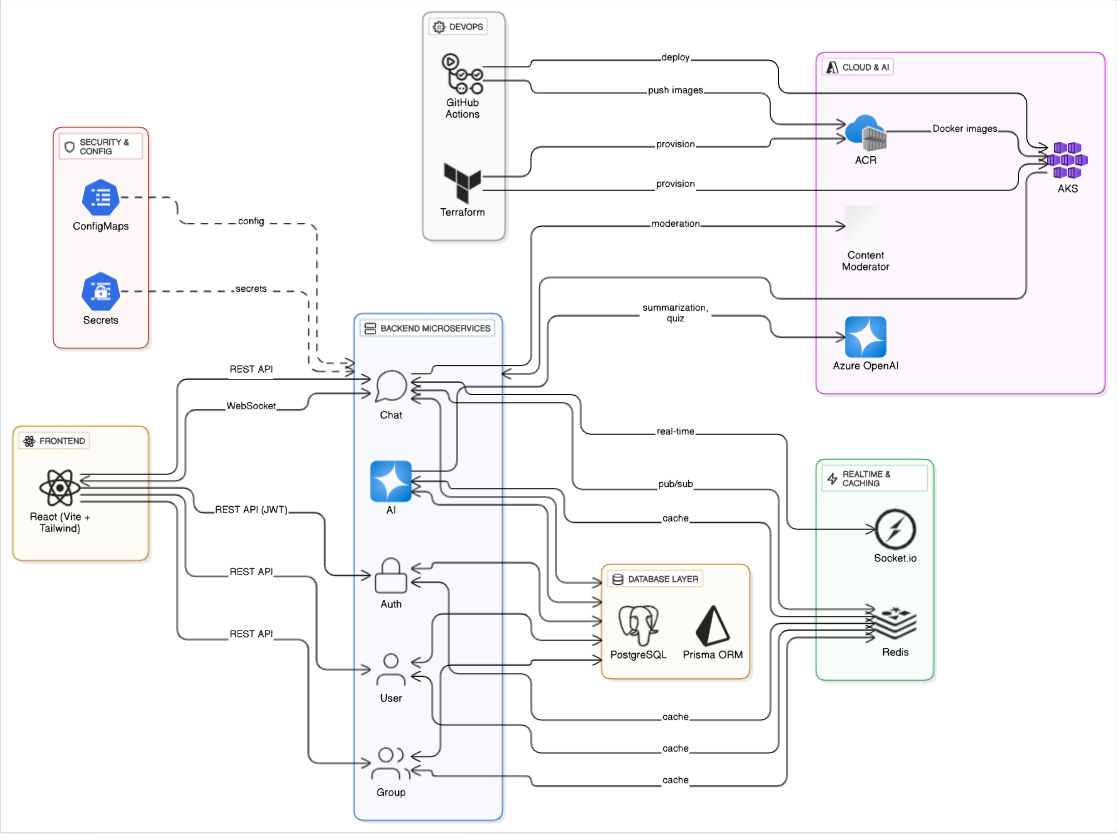 DEVOPS
GitHub
Actions
Terraform
deploy
push images
provision
provision
CLOUD & AI
ACR
Docker images
AKS
Content
Moderator
Azure OpenAI
SECURITY &
CONFIG
ConfigMaps
Secrets
config
secrets
moderation
summarization,
quiz
BACKEND MICROSERVICES
Chat
AI
Auth
User
Group
REST API
WebSocket
REST API (JWT)
REST API
REST API
FRONTEND
React (Vite +
Tailwind)
real-time
pub/sub
cache
DATABASE LAYER
PostgreSQL
Prisma ORM
REALTIME &
CACHING
Socket.io
Redis
cache
cache
cache